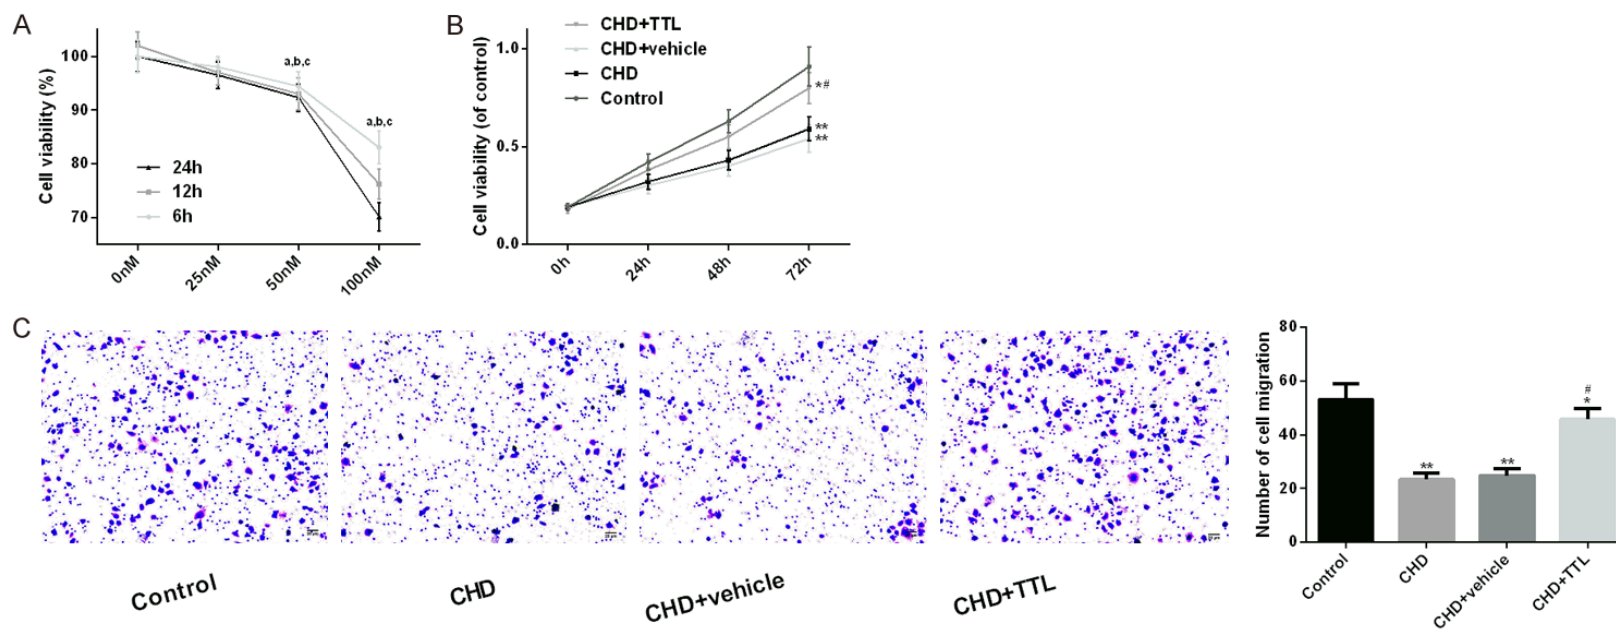 A
Cell viability (%)
100
90
80
70
a,b,c
a,b,c
24h
12h
6h
0nM
25nM
50nM
100nM
B
Cell viability (of control)
1.0
0.5
0.0
CHD+TTL
CHD+vehicle
CHD
Control
*#
**
**
0h
24h
48h
72h
C
Control
CHD
CHD+vehicle
CHD+TTL
Number of cell migration
80
60
40
20
0
**
**
#
*
Control
CHD
CHD+vehicle
CHD+TTL